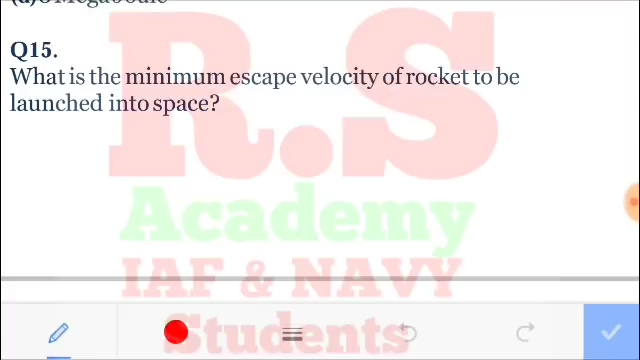 Q15.
What is the minimum escape velocity of rocket to be
launched into space?
R.S
Academy
IAF & NAVY
Students